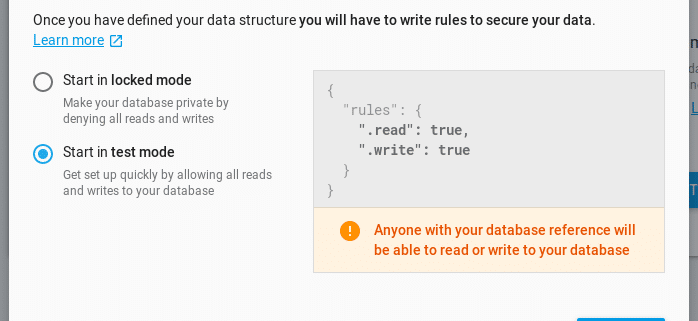 Once you have defined your data structure you will have to write rules to secure your data.
Learn more
Start in locked mode
Make your database private by
denying all reads and writes
Start in test mode
Get set up quickly by allowing all reads
and writes to your database
{
"rules": {
".read": true,
".write": true
}
}
!
Anyone with your database reference will
be able to read or write to your database